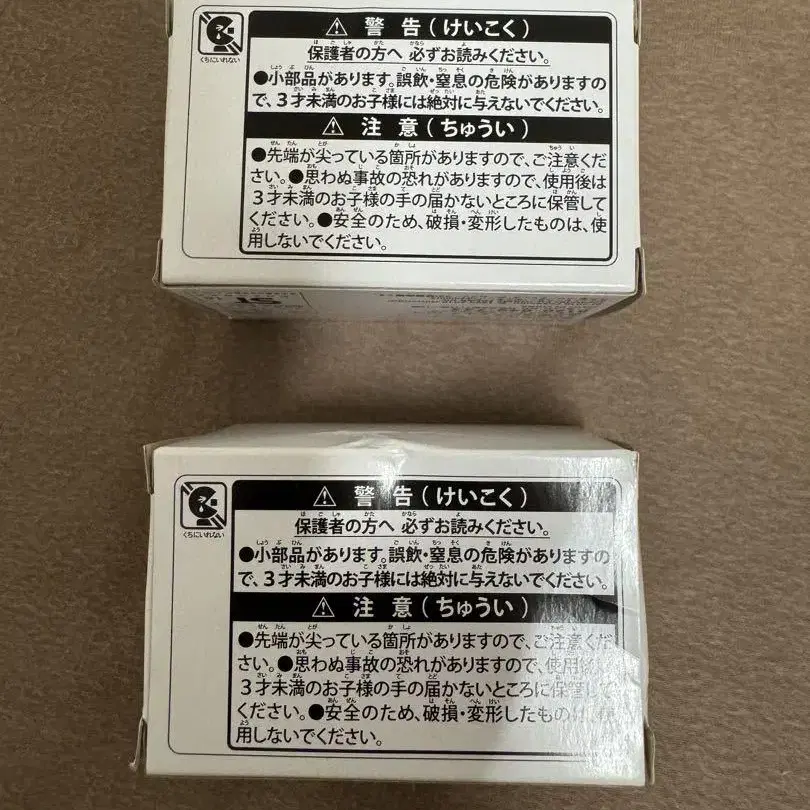 警告(けいこく)
保護者の方へ 必ずお読みください。
●小部品があります。誤飲・窒息の危険がありますの
で、3才未満のお子様には絶対に与えないでください。
注意(ちゅうい)
●先端が尖っている箇所がありますので、ご注意くだ
さい。●思わぬ事故の恐れがありますので、使用後は
3才未満のお子様の手の届かないところに保管して
ください。●安全のため、破損・変形したものは、使
用しないでください。
くちにいれない
警告(けいこく)
保護者の方へ 必ずお読みください。
●小部品があります。誤飲・窒息の危険がありますの
で、3才未満のお子様には絶対に与えないでください。
注意(ちゅうい)
●先端が尖っている箇所がありますので、ご注意くだ
さい。●思わぬ事故の恐れがありますので、使用後は
3才未満のお子様の手の届かないところに保管して
ください。●安全のため、破損・変形したものは、使
用しないでください。
くちにいれない